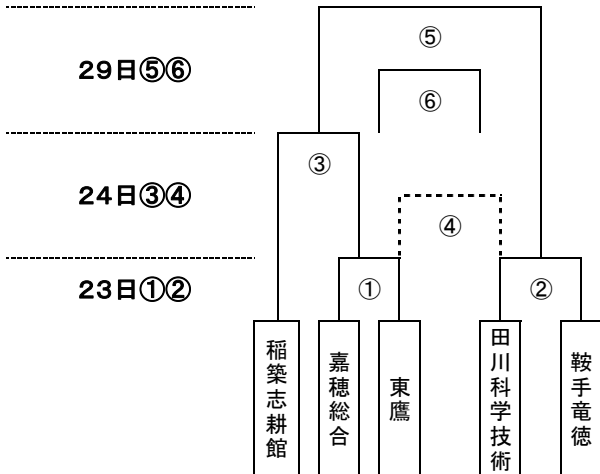 ⑤
29日⑤⑥
⑥
③
24日③④
④
23日①②
①
②
稲築志耕館
嘉穂総合
東鷹
田川科学技術
鞍手竜徳